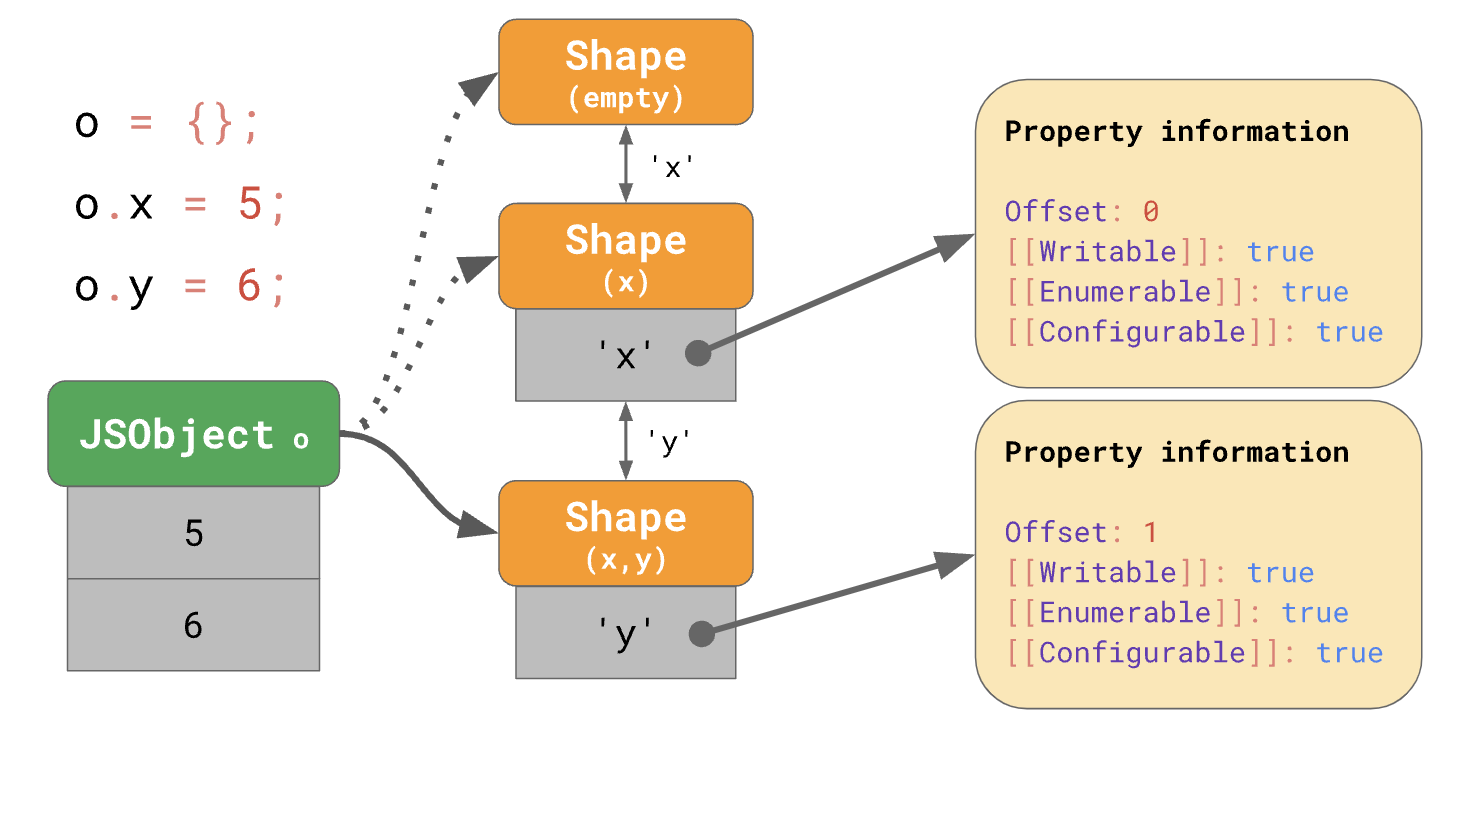 o = {};
o.x = 5;
o.y = 6;
JSObject o
5
6
Shape
(empty)
'x'
Shape
(x)
'x'
'y'
Shape
(x,y)
'y'
Property information
Offset: 0
[[Writable]]: true
[[Enumerable]]: true
[[Configurable]]: true
Property information
Offset: 1
[[Writable]]: true
[[Enumerable]]: true
[[Configurable]]: true